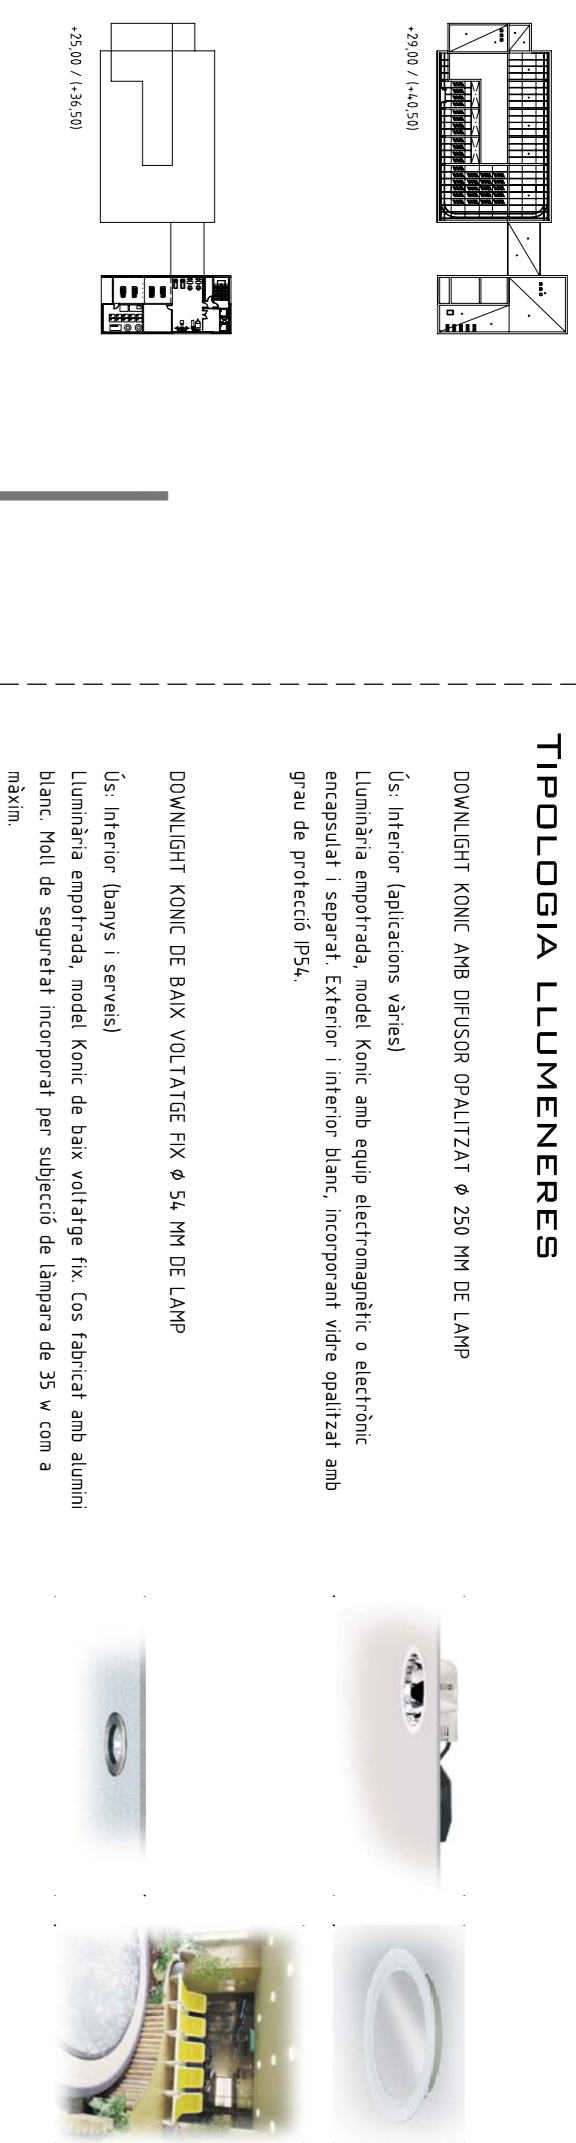 +29,00 / (+40,50)
+25,00 / (+36,50)
TIPOLOGIA LLUMENERES
DOWNLIGHT KONIC AMB DIFUSOR OPALITZAT Ø 250 MM DE LAMP
Ús: Interior (aplicacions vàries)
Lluminària empotrada, model Konic amb equip electromagnètic o electrònic
encapsulat i separat. Exterior i interior blanc, incorporant vidre opalitzat amb
grau de protecció IP54.
DOWNLIGHT KONIC DE BAIX VOLTATGE FIX Ø 54 MM DE LAMP
Ús: Interior (banys i serveis)
Lluminària empotrada, model Konic de baix voltatge fix. Cos fabricat amb alumini
blanc. Moll de seguretat incorporat per subjecció de làmpara de 35 w com a
màxim.